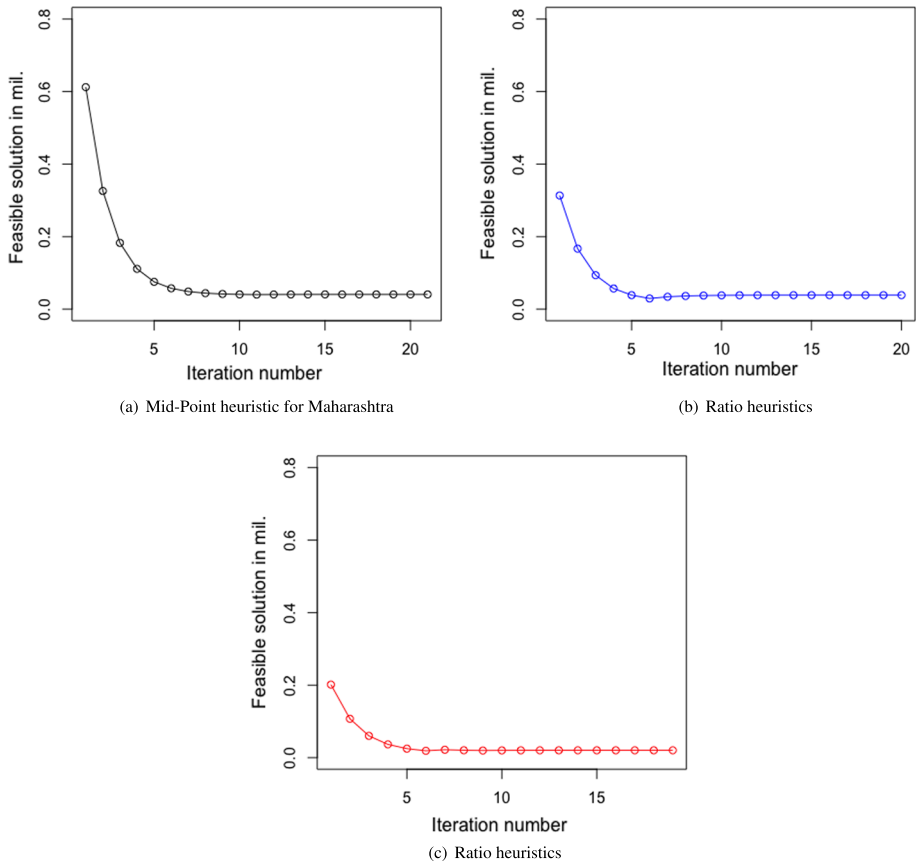 0.8
0.6
0.4
0.2
0.0
Feasible solution in mil.
5 10 15 20
Iteration number
(a) Mid-Point heuristic for Maharashtra
0.8
0.6
0.4
0.2
0.0
Feasible solution in mil.
5 10 15 20
Iteration number
(b) Ratio heuristics
0.8
0.6
0.4
0.2
0.0
Feasible solution in mil.
5 10 15
Iteration number
(c) Ratio heuristics